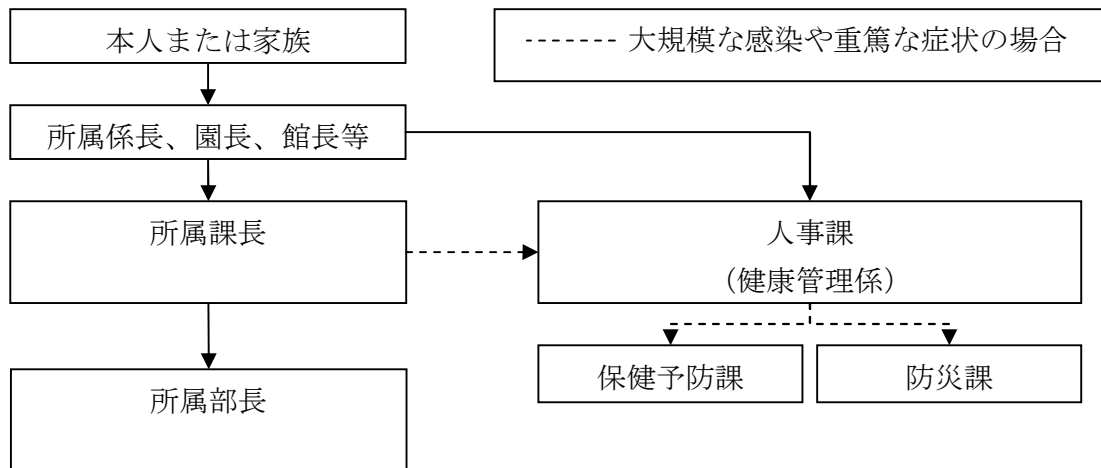 本人または家族
大規模な感染や重篤な症状の場合
所属係長、園長、館長等
所属課長
人事課
（健康管理係）
保健予防課
防災課
所属部長